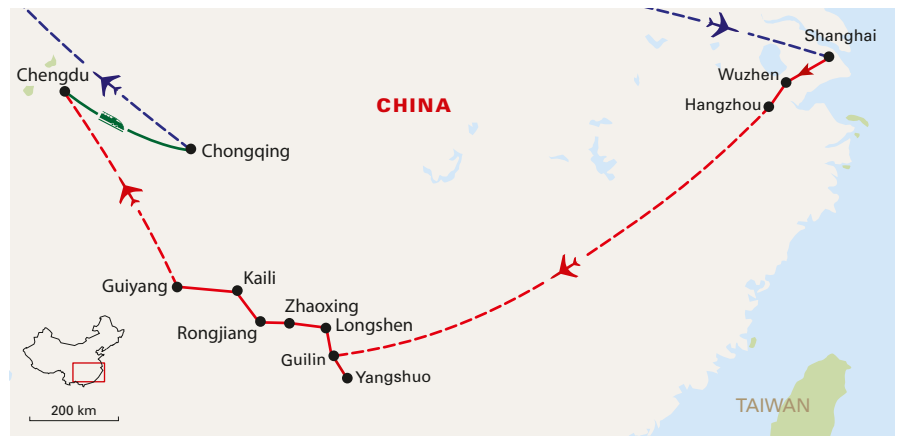 Shanghai
Chengdu
Wuzhen
CHINA
Hangzhou
Chongqing
Kaili
Guiyang
Zhaoxing
Rongjiang
Longshen
Guilin
Yangshuo
200 km
TAIWAN